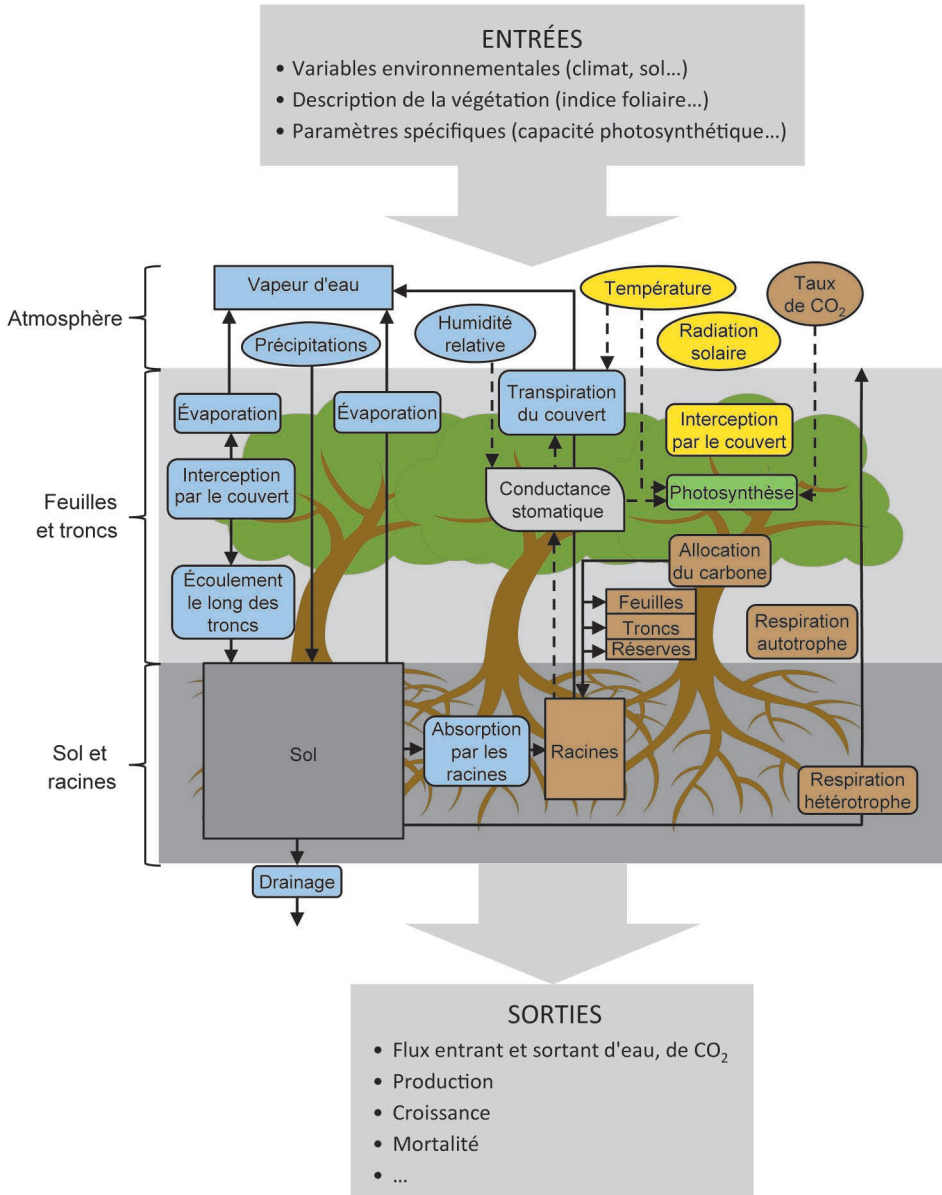 ENTRÉES
• Variables environnementales (climat, sol...)
• Description de la végétation (indice foliaire...)
• Paramètres spécifiques (capacité photosynthétique...)
Atmosphère
Vapeur d'eau
Précipitations
Humidité
relative
Température
Radiation
solaire
Taux
de CO₂
Feuilles
et troncs
Évaporation
Évaporation
Transpiration
du couvert
Interception
par le couvert
Interception
par le couvert
Conductance
stomatique
Photosynthèse
Écoulement
le long des
troncs
Allocation
du carbone
Feuilles
Troncs
Réserves
Respiration
autotrophe
Sol et
racines
Sol
Absorption
par les
racines
Racines
Respiration
hétérotrophe
Drainage
SORTIES
• Flux entrant et sortant d'eau, de CO₂
• Production
• Croissance
• Mortalité
• ...